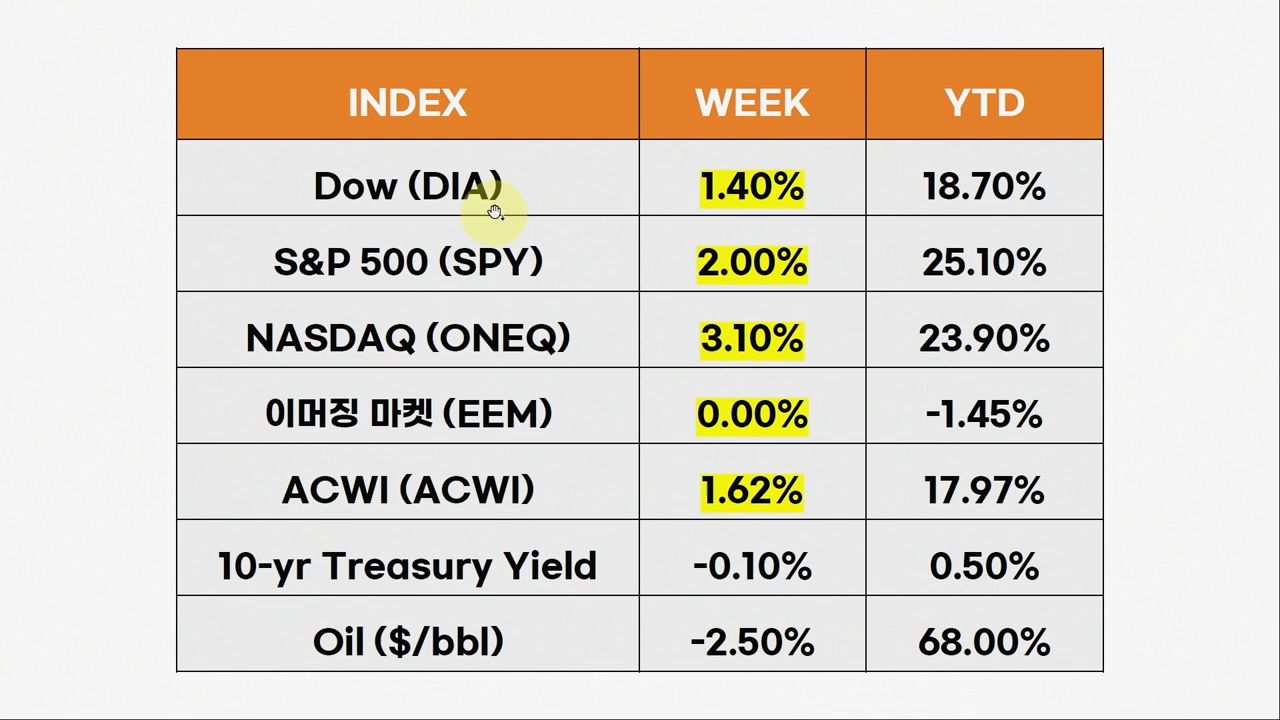 INDEX WEEK YTD
Dow (DIA) 1.40% 18.70%
S&P 500 (SPY) 2.00% 25.10%
NASDAQ (ONEQ) 3.10% 23.90%
이머징 마켓 (EEM) 0.00% -1.45%
ACWI (ACWI) 1.62% 17.97%
10-yr Treasury Yield -0.10% 0.50%
Oil ($/bbl) -2.50% 68.00%